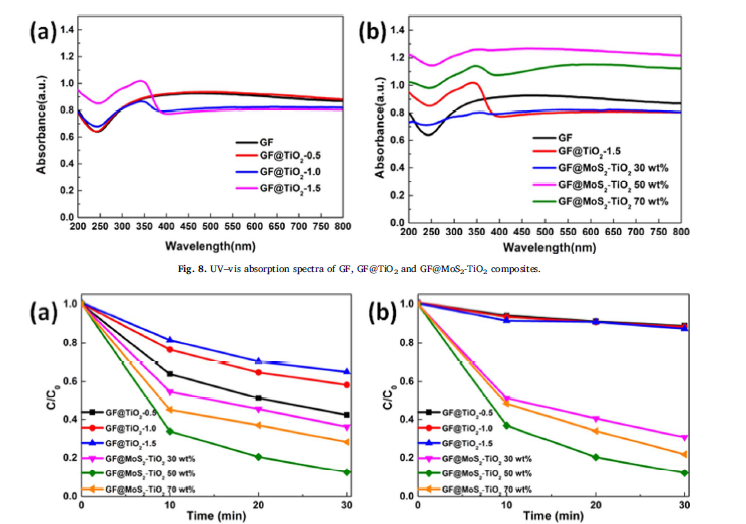 (a)
Absorbance(a.u.)
1.4
1.2
1.0
0.8
0.6
0.4
0.2
0.0
GF
GF@TiO₂-0.5
GF@TiO₂-1.0
GF@TiO₂-1.5
200 250 300 350 400 450 500 550 600 650 700 750 800
Wavelength(nm)
(b)
Absorbance(a.u.)
1.4
1.2
1.0
0.8
0.6
0.4
0.2
0.0
GF
GF@TiO₂-1.5
GF@MoS₂-TiO₂ 30 wt%
GF@MoS₂-TiO₂ 50 wt%
GF@MoS₂-TiO₂ 70 wt%
200 250 300 350 400 450 500 550 600 650 700 750 800
Wavelength(nm)
Fig. 8. UV–vis absorption spectra of GF, GF@TiO₂ and GF@MoS₂-TiO₂ composites.
(a)
C/C₀
1.0
0.8
0.6
0.4
0.2
0.0
GF@TiO₂-0.5
GF@TiO₂-1.0
GF@TiO₂-1.5
GF@MoS₂-TiO₂ 30 wt%
GF@MoS₂-TiO₂ 50 wt%
GF@MoS₂-TiO₂ 70 wt%
0 10 20 30
Time (min)
(b)
C/C₀
1.0
0.8
0.6
0.4
0.2
0.0
GF@TiO₂-0.5
GF@TiO₂-1.0
GF@TiO₂-1.5
GF@MoS₂-TiO₂ 30 wt%
GF@MoS₂-TiO₂ 50 wt%
GF@MoS₂-TiO₂ 70 wt%
0 10 20 30
Time (min)